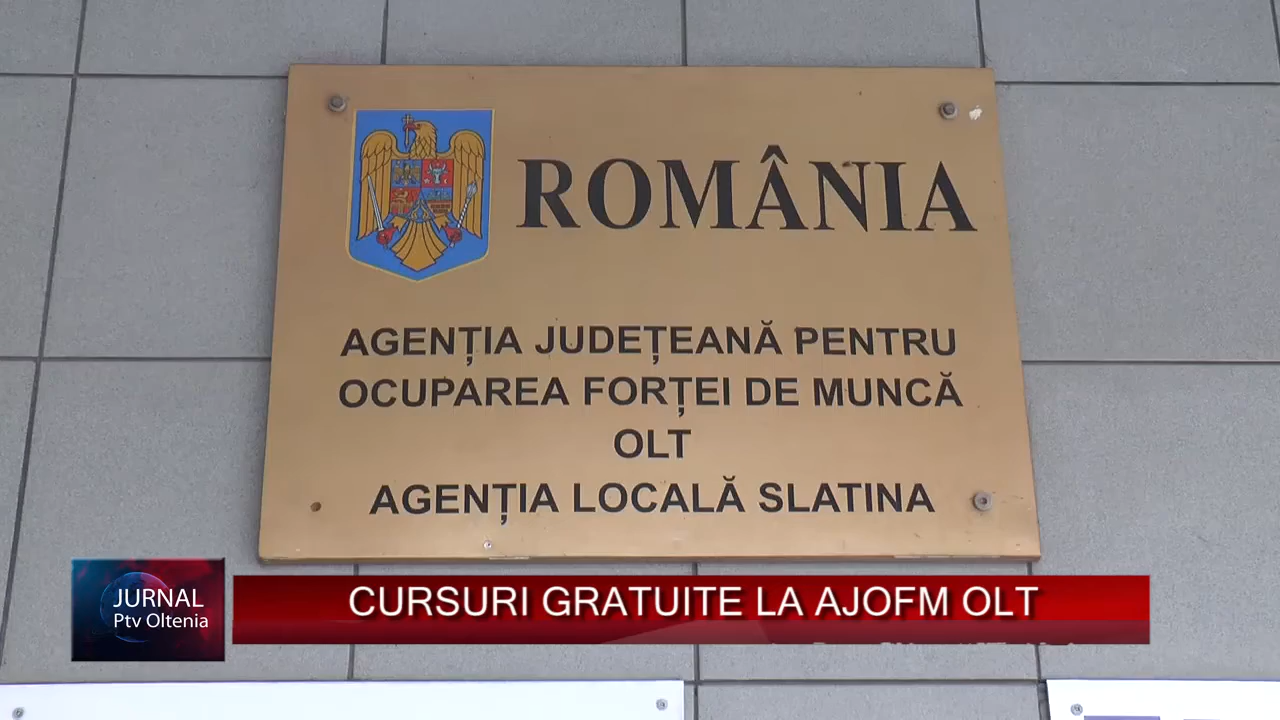 ROMÂNIA
AGENȚIA JUDEȚEANĂ PENTRU
OCUPAREA FORȚEI DE MUNCĂ
OLT
AGENȚIA LOCALĂ SLATINA
JURNAL
Ptv Oltenia
CURSURI GRATUITE LA AJOFM OLT